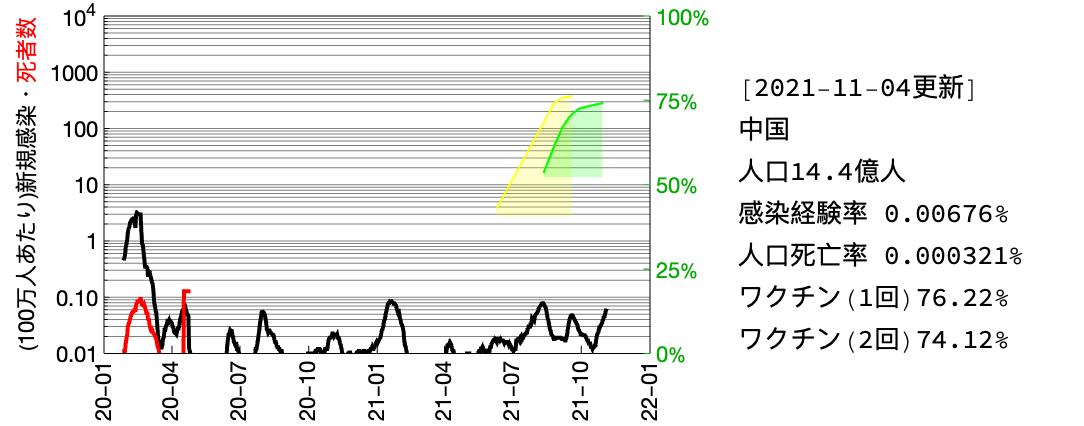 (100万人あたり)新規感染・死者数
10^4
1000
100
10
1
0.10
0.01
100%
75%
50%
25%
0%
20-01
20-04
20-07
20-10
21-01
21-04
21-07
21-10
22-01
[2021-11-04更新]
中国
人口14.4億人
感染経験率 0.00676%
人口死亡率 0.000321%
ワクチン(1回)76.22%
ワクチン(2回)74.12%